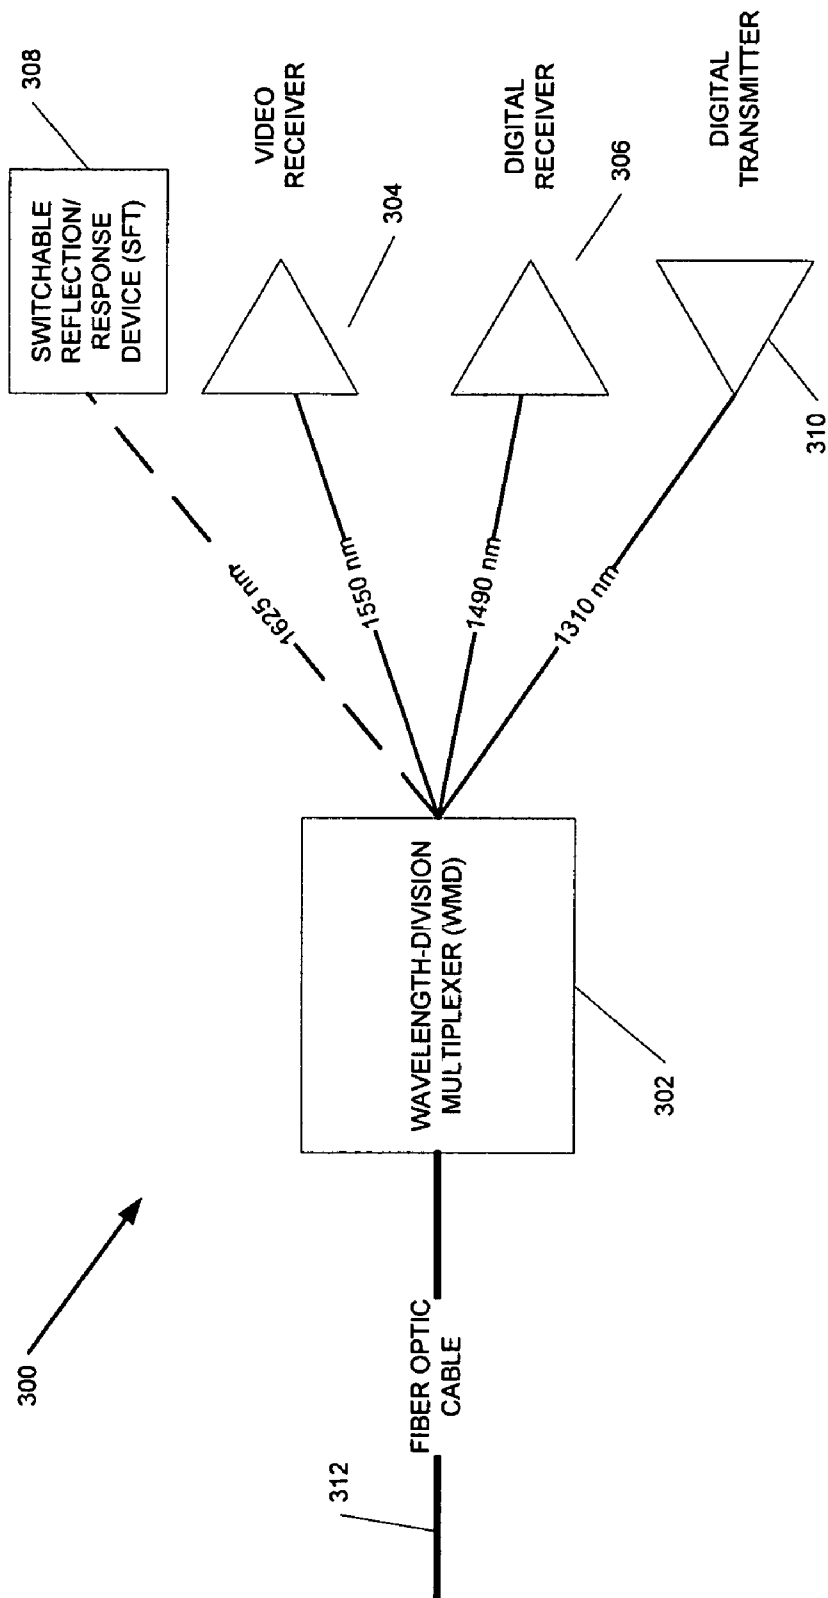 308
SWITCHABLE
REFLECTION/
RESPONSE
DEVICE (SFT)
VIDEO
RECEIVER
304
DIGITAL
RECEIVER
306
DIGITAL
TRANSMITTER
310
1625 nm
1550 nm
1490 nm
1310 nm
WAVELENGTH-DIVISION
MULTIPLEXER (WMD)
302
300
FIBER OPTIC
CABLE
312